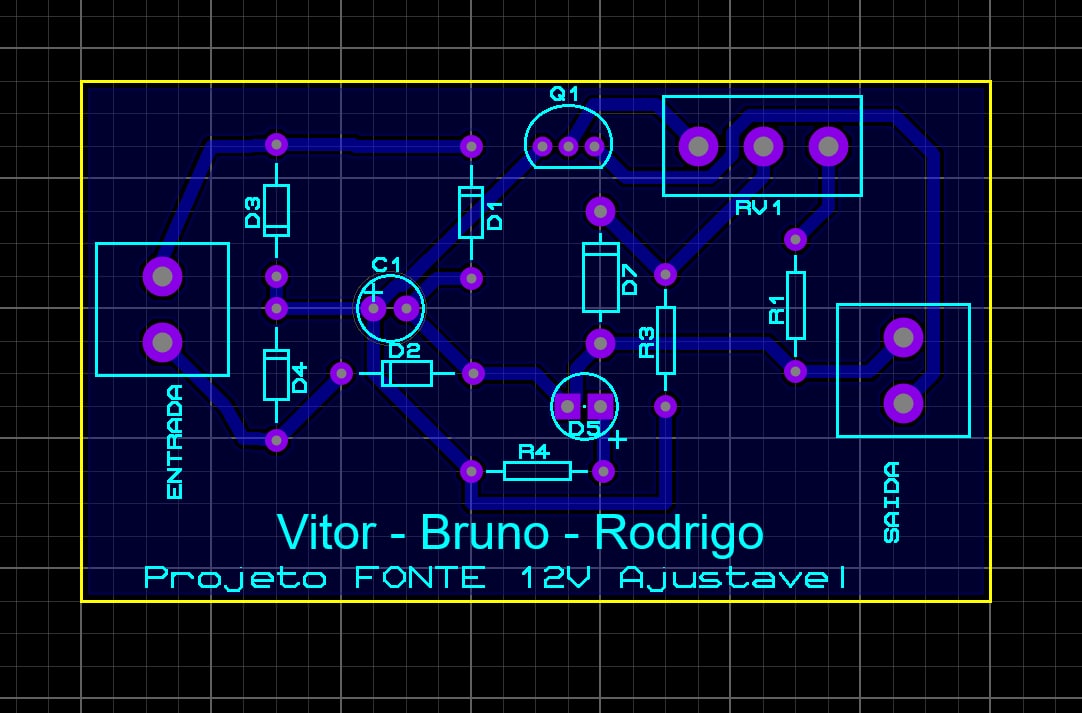 Q1
D3
D1
RV1
C1
D7
R1
R3
D2
D4
ENTRADA
D5
+
R4
SAIDA
Vitor - Bruno - Rodrigo
Projeto FONTE 12V Ajustavel